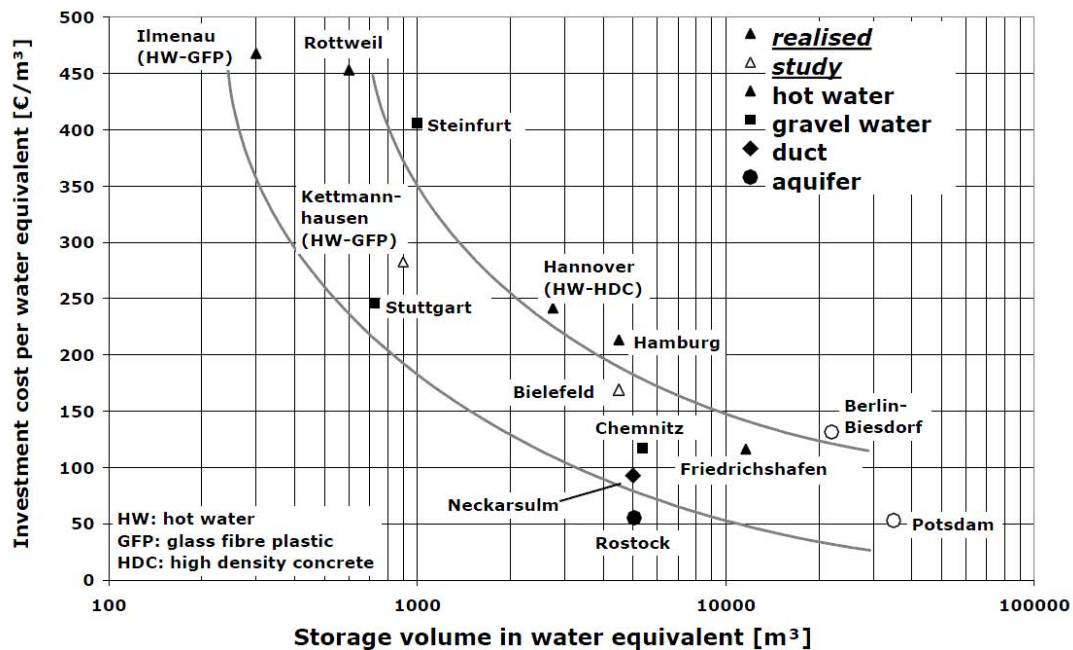 Investment cost per water equivalent [€/m³]
500
450
400
350
300
250
200
150
100
50
0
Ilmenau
(HW-GFP)
Rottweil
Steinfurt
Kettmann-
hausen
(HW-GFP)
Stuttgart
Hannover
(HW-HDC)
Hamburg
Bielefeld
Chemnitz
Berlin-
Biesdorf
Friedrichshafen
Neckarsulm
Rostock
Potsdam
realised
study
hot water
gravel water
duct
aquifer
HW: hot water
GFP: glass fibre plastic
HDC: high density concrete
100
1000
10000
100000
Storage volume in water equivalent [m³]